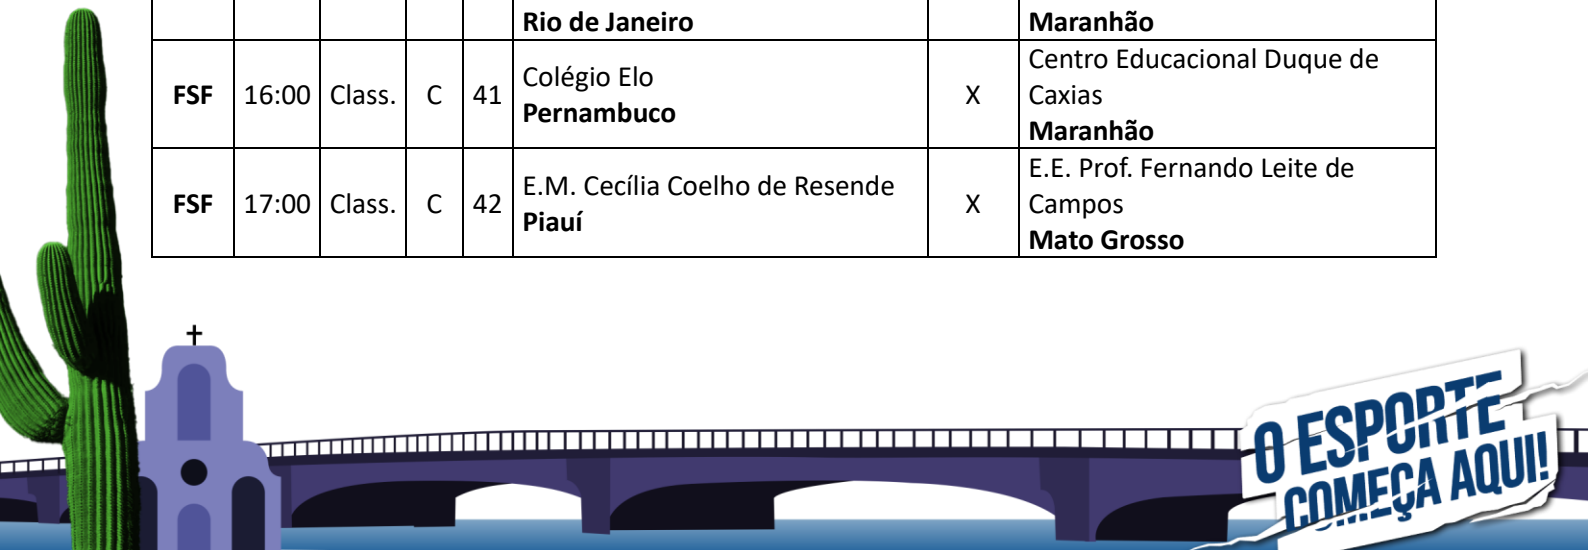 Rio de Janeiro Maranhão
FSF 16:00 Class. C 41 Colégio Elo X Centro Educacional Duque de
Pernambuco Caxias
Maranhão
FSF 17:00 Class. C 42 E.M. Cecília Coelho de Resende X E.E. Prof. Fernando Leite de
Piauí Campos
Mato Grosso
O ESPORTE
COMEÇA AQUI!